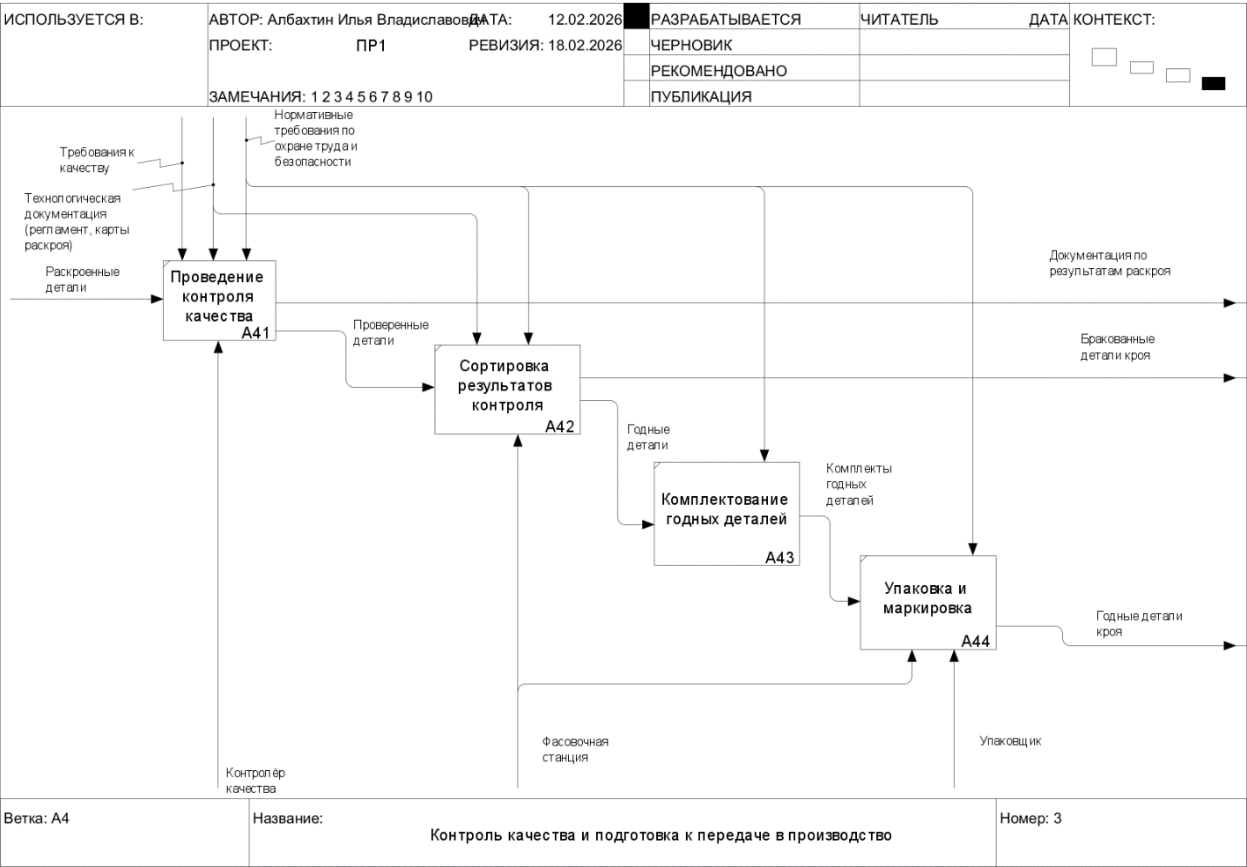 ИСПОЛЬЗУЕТСЯ В:
АВТОР: Албахтин Илья Владиславович
ДАТА: 12.02.2026
ПРОЕКТ: ПР1
РЕВИЗИЯ: 18.02.2026
ЗАМЕЧАНИЯ: 1 2 3 4 5 6 7 8 9 10
РАЗРАБАТЫВАЕТСЯ
ЧЕРНОВИК
РЕКОМЕНДОВАНО
ПУБЛИКАЦИЯ
ЧИТАТЕЛЬ
ДАТА
КОНТЕКСТ:
Нормативные
требования по
охране труда и
безопасности
Требования к
качеству
Технологическая
документация
(регламент, карты
раскроя)
Раскроенные
детали
Проведение
контроля
качества
A41
Документация по
результатам раскроя
Проверенные
детали
Бракованные
детали кроя
Сортировка
результатов
контроля
A42
Годные
детали
Комплекты
годных
деталей
Комплектование
годных деталей
A43
Упаковка и
маркировка
A44
Годные детали
кроя
Фасовочная
станция
Упаковщик
Контролёр
качества
Ветка: A4
Название:
Контроль качества и подготовка к передаче в производство
Номер: 3